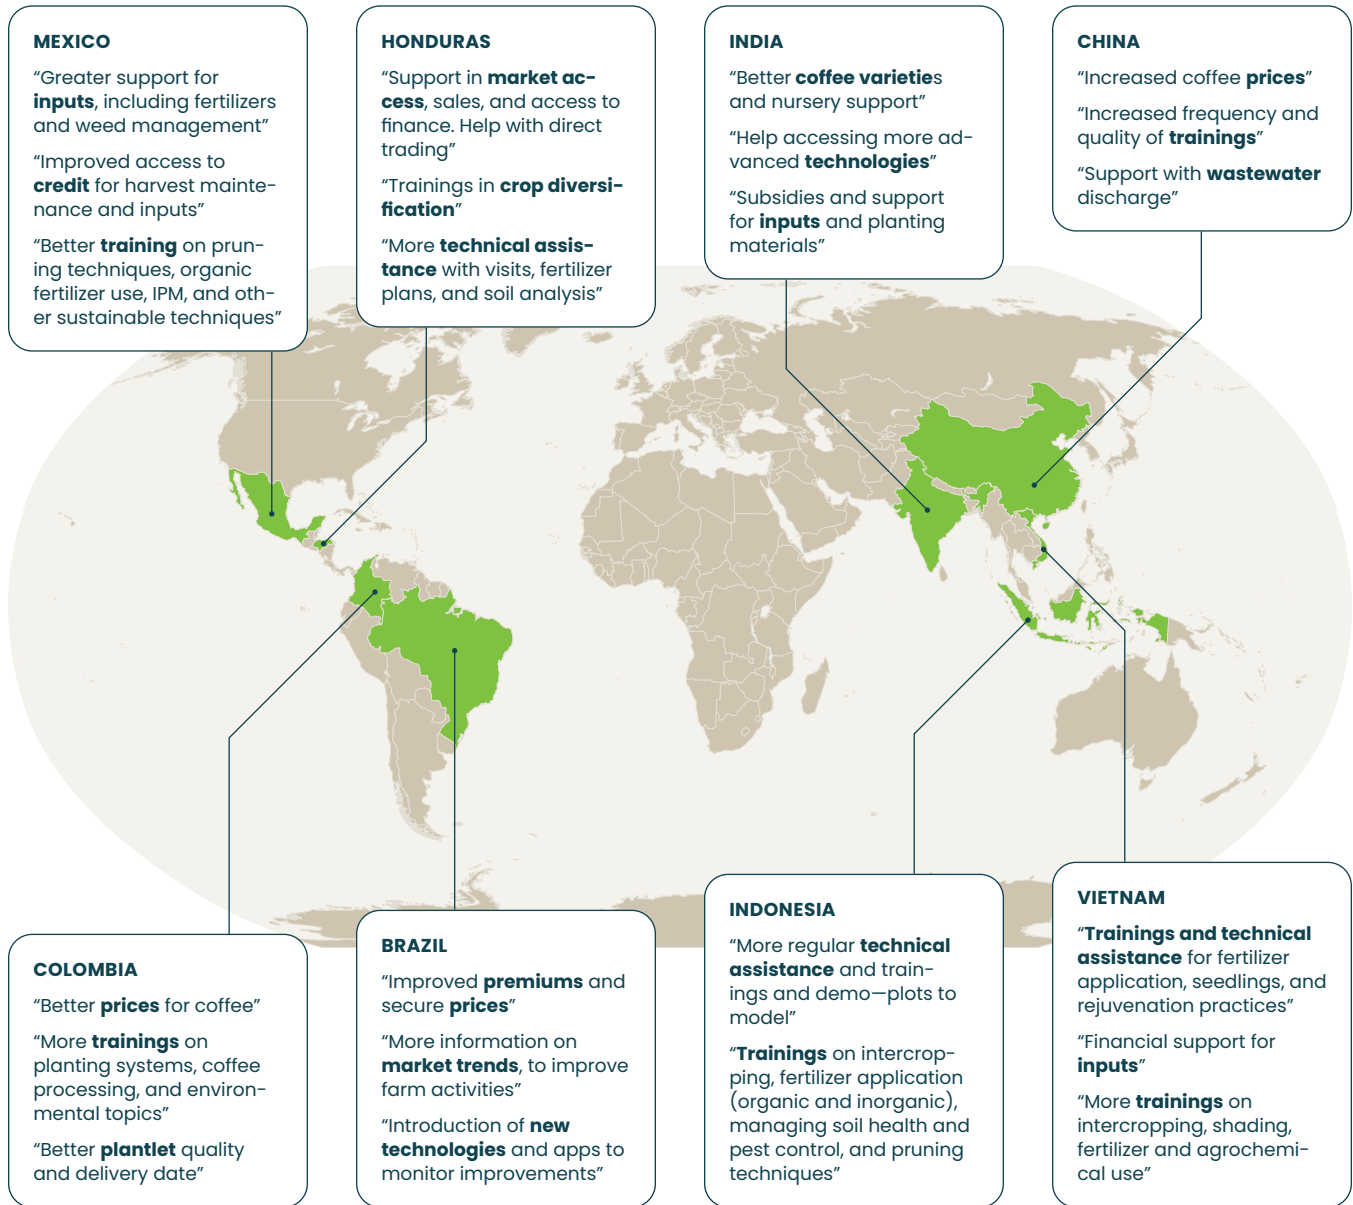 MEXICO
“Greater support for
inputs, including fertilizers
and weed management”
“Improved access to
credit for harvest mainte-
nance and inputs”
“Better training on prun-
ing techniques, organic
fertilizer use, IPM, and oth-
er sustainable techniques”
HONDURAS
“Support in market ac-
cess, sales, and access to
finance. Help with direct
trading”
“Trainings in crop diversi-
fication”
“More technical assis-
tance with visits, fertilizer
plans, and soil analysis”
INDIA
“Better coffee varieties
and nursery support”
“Help accessing more ad-
vanced technologies”
“Subsidies and support
for inputs and planting
materials”
CHINA
“Increased coffee prices”
“Increased frequency and
quality of trainings”
“Support with wastewater
discharge”
COLOMBIA
“Better prices for coffee”
“More trainings on
planting systems, coffee
processing, and environ-
mental topics”
“Better plantlet quality
and delivery date”
BRAZIL
“Improved premiums and
secure prices”
“More information on
market trends, to improve
farm activities”
“Introduction of new
technologies and apps to
monitor improvements”
INDONESIA
“More regular technical
assistance and train-
ings and demo—plots to
model”
“Trainings on intercrop-
ping, fertilizer application
(organic and inorganic),
managing soil health and
pest control, and pruning
techniques”
VIETNAM
“Trainings and technical
assistance for fertilizer
application, seedlings, and
rejuvenation practices”
“Financial support for
inputs”
“More trainings on
intercropping, shading,
fertilizer and agrochemi-
cal use”